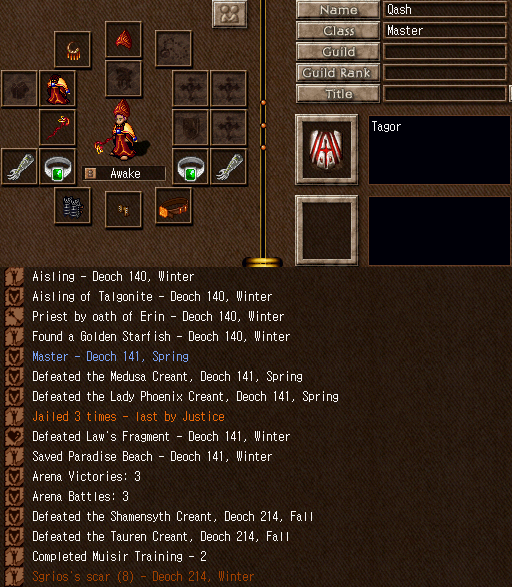 Name
Qash
Class
Master
Guild
Guild Rank
Title
Tagor
Awake
Aisling - Deoch 140, Winter
Aisling of Talgonite - Deoch 140, Winter
Priest by oath of Erin - Deoch 140, Winter
Found a Golden Starfish - Deoch 140, Winter
Master - Deoch 141, Spring
Defeated the Medusa Creant, Deoch 141, Spring
Defeated the Lady Phoenix Creant, Deoch 141, Spring
Jailed 3 times - last by Justice
Defeated Law's Fragment - Deoch 141, Winter
Saved Paradise Beach - Deoch 141, Winter
Arena Victories: 3
Arena Battles: 3
Defeated the Shamensyth Creant, Deoch 214, Fall
Defeated the Tauren Creant, Deoch 214, Fall
Completed Muisir Training - 2
Sgrios's scar (8) - Deoch 214, Winter